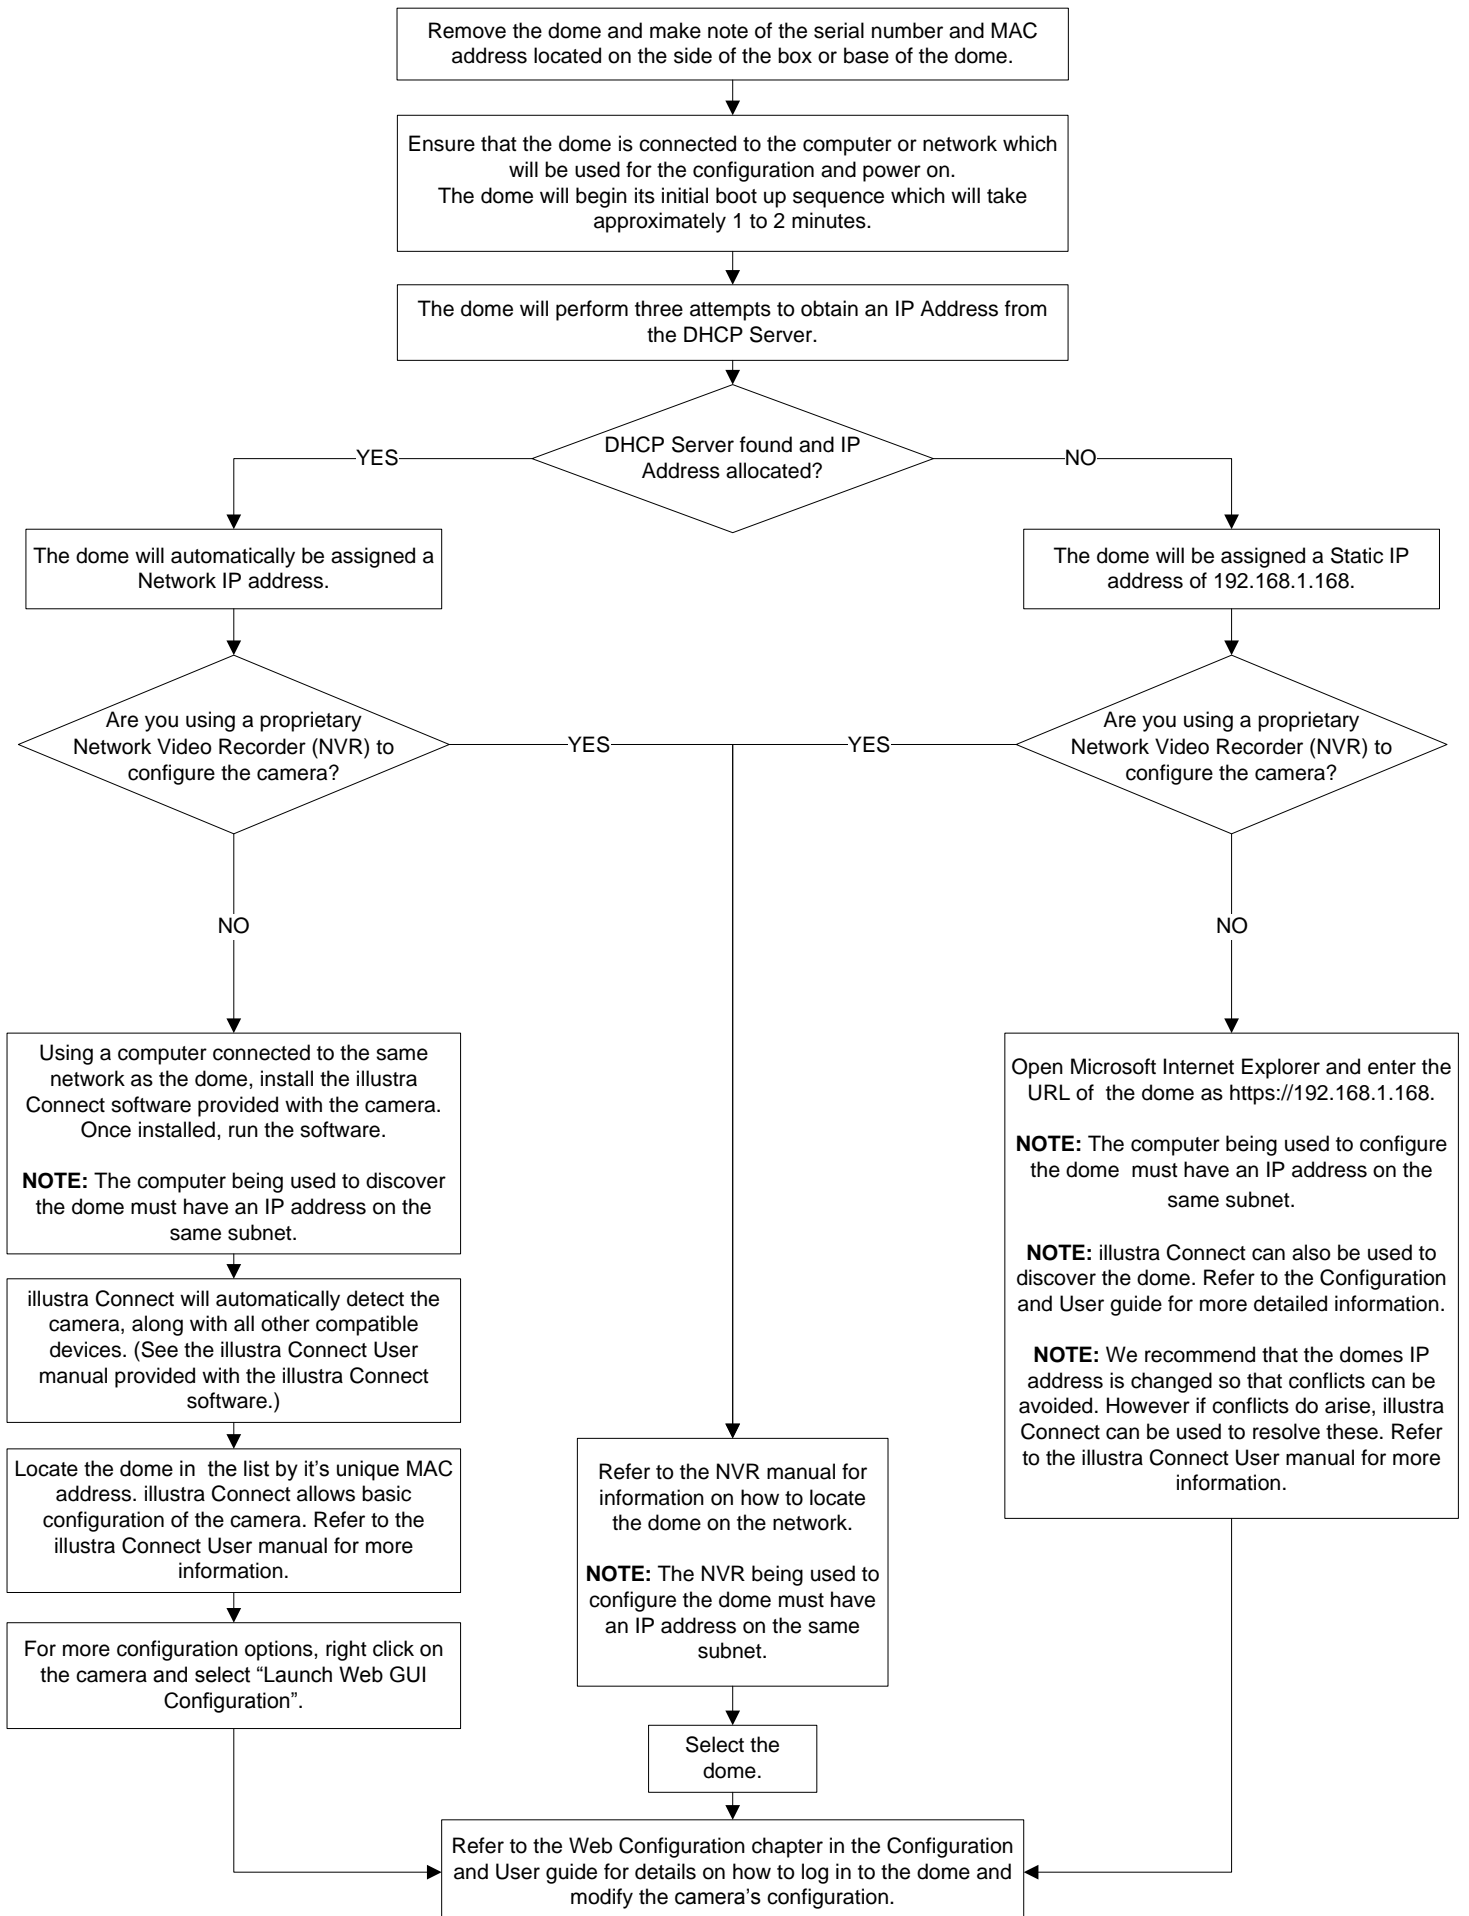 Remove the dome and make note of the serial number and MAC
address located on the side of the box or base of the dome.
Ensure that the dome is connected to the computer or network which
will be used for the configuration and power on.
The dome will begin its initial boot up sequence which will take
approximately 1 to 2 minutes.
The dome will perform three attempts to obtain an IP Address from
the DHCP Server.
DHCP Server found and IP
Address allocated?
YES
NO
The dome will automatically be assigned a
Network IP address.
The dome will be assigned a Static IP
address of 192.168.1.168.
Are you using a proprietary
Network Video Recorder (NVR) to
configure the camera?
YES
YES
Are you using a proprietary
Network Video Recorder (NVR) to
configure the camera?
NO
NO
Using a computer connected to the same
network as the dome, install the illustra
Connect software provided with the camera.
Once installed, run the software.
NOTE: The computer being used to discover
the dome must have an IP address on the
same subnet.
illustra Connect will automatically detect the
camera, along with all other compatible
devices. (See the illustra Connect User
manual provided with the illustra Connect
software.)
Locate the dome in  the list by it's unique MAC
address. illustra Connect allows basic
configuration of the camera. Refer to the
illustra Connect User manual for more
information.
For more configuration options, right click on
the camera and select “Launch Web GUI
Configuration”.
Refer to the NVR manual for
information on how to locate
the dome on the network.
NOTE: The NVR being used to
configure the dome must have
an IP address on the same
subnet.
Select the
dome.
Open Microsoft Internet Explorer and enter the
URL of  the dome as https://192.168.1.168.
NOTE: The computer being used to configure
the dome  must have an IP address on the
same subnet.
NOTE: illustra Connect can also be used to
discover the dome. Refer to the Configuration
and User guide for more detailed information.
NOTE: We recommend that the domes IP
address is changed so that conflicts can be
avoided. However if conflicts do arise, illustra
Connect can be used to resolve these. Refer
to the illustra Connect User manual for more
information.
Refer to the Web Configuration chapter in the Configuration
and User guide for details on how to log in to the dome and
modify the camera's configuration.